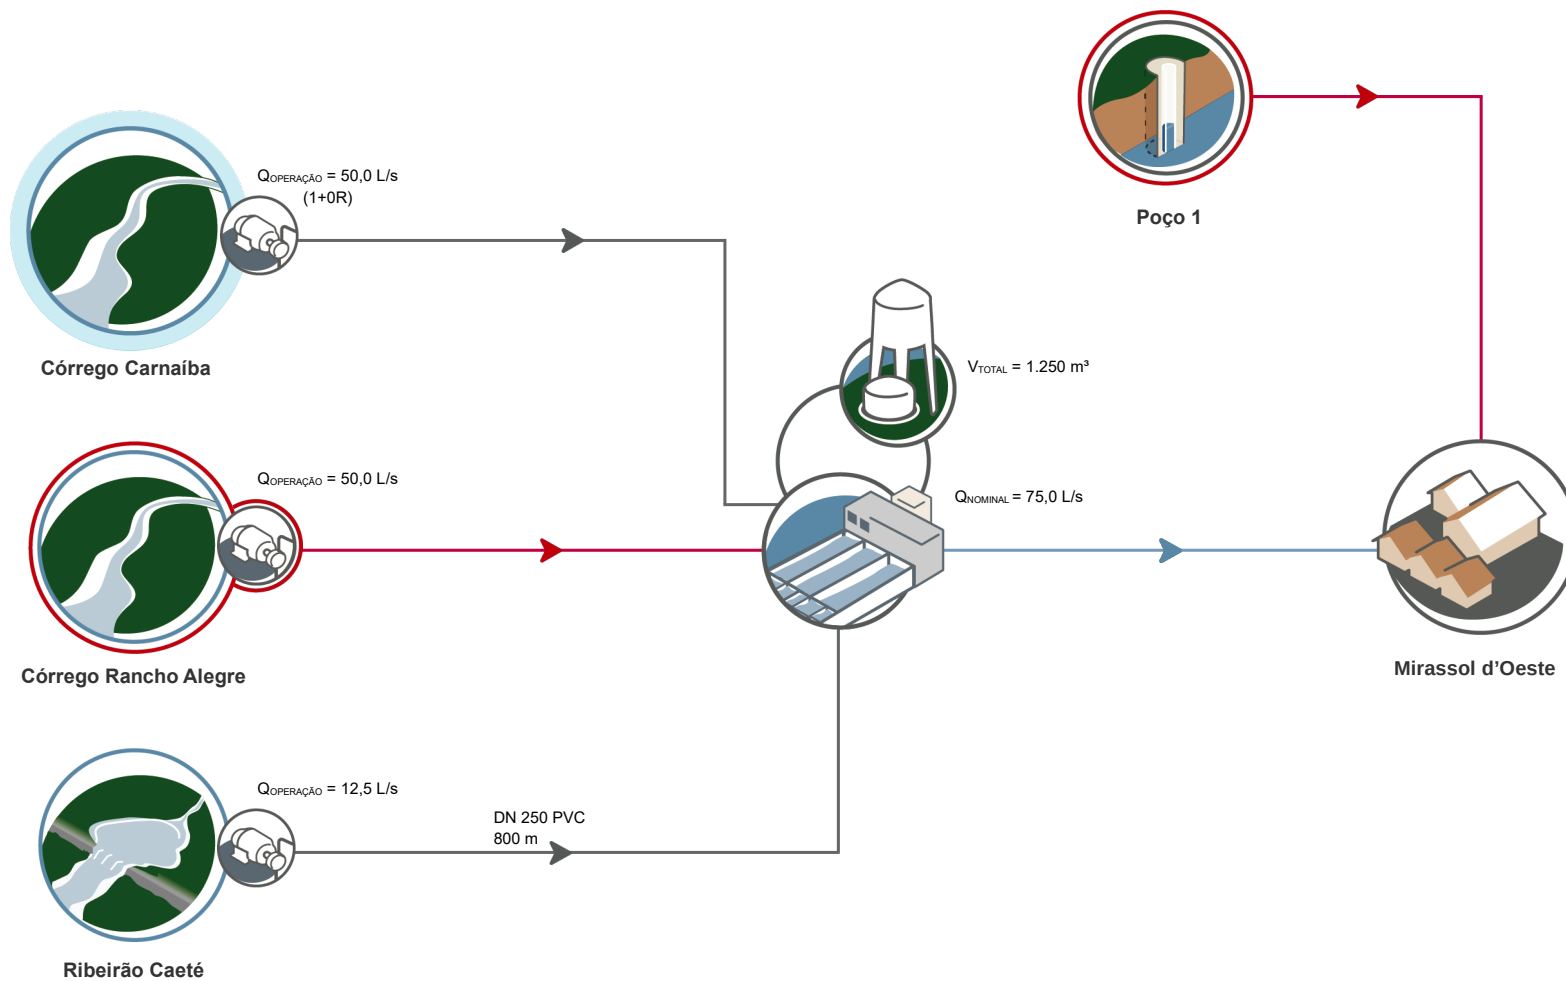 Poço 1
QOPERAÇÃO = 50,0 L/s
(1+0R)
Córrego Carnaíba
VTOTAL = 1.250 m³
QOPERAÇÃO = 50,0 L/s
QNOMINAL = 75,0 L/s
Córrego Rancho Alegre
Mirassol d’Oeste
QOPERAÇÃO = 12,5 L/s
DN 250 PVC
800 m
Ribeirão Caeté